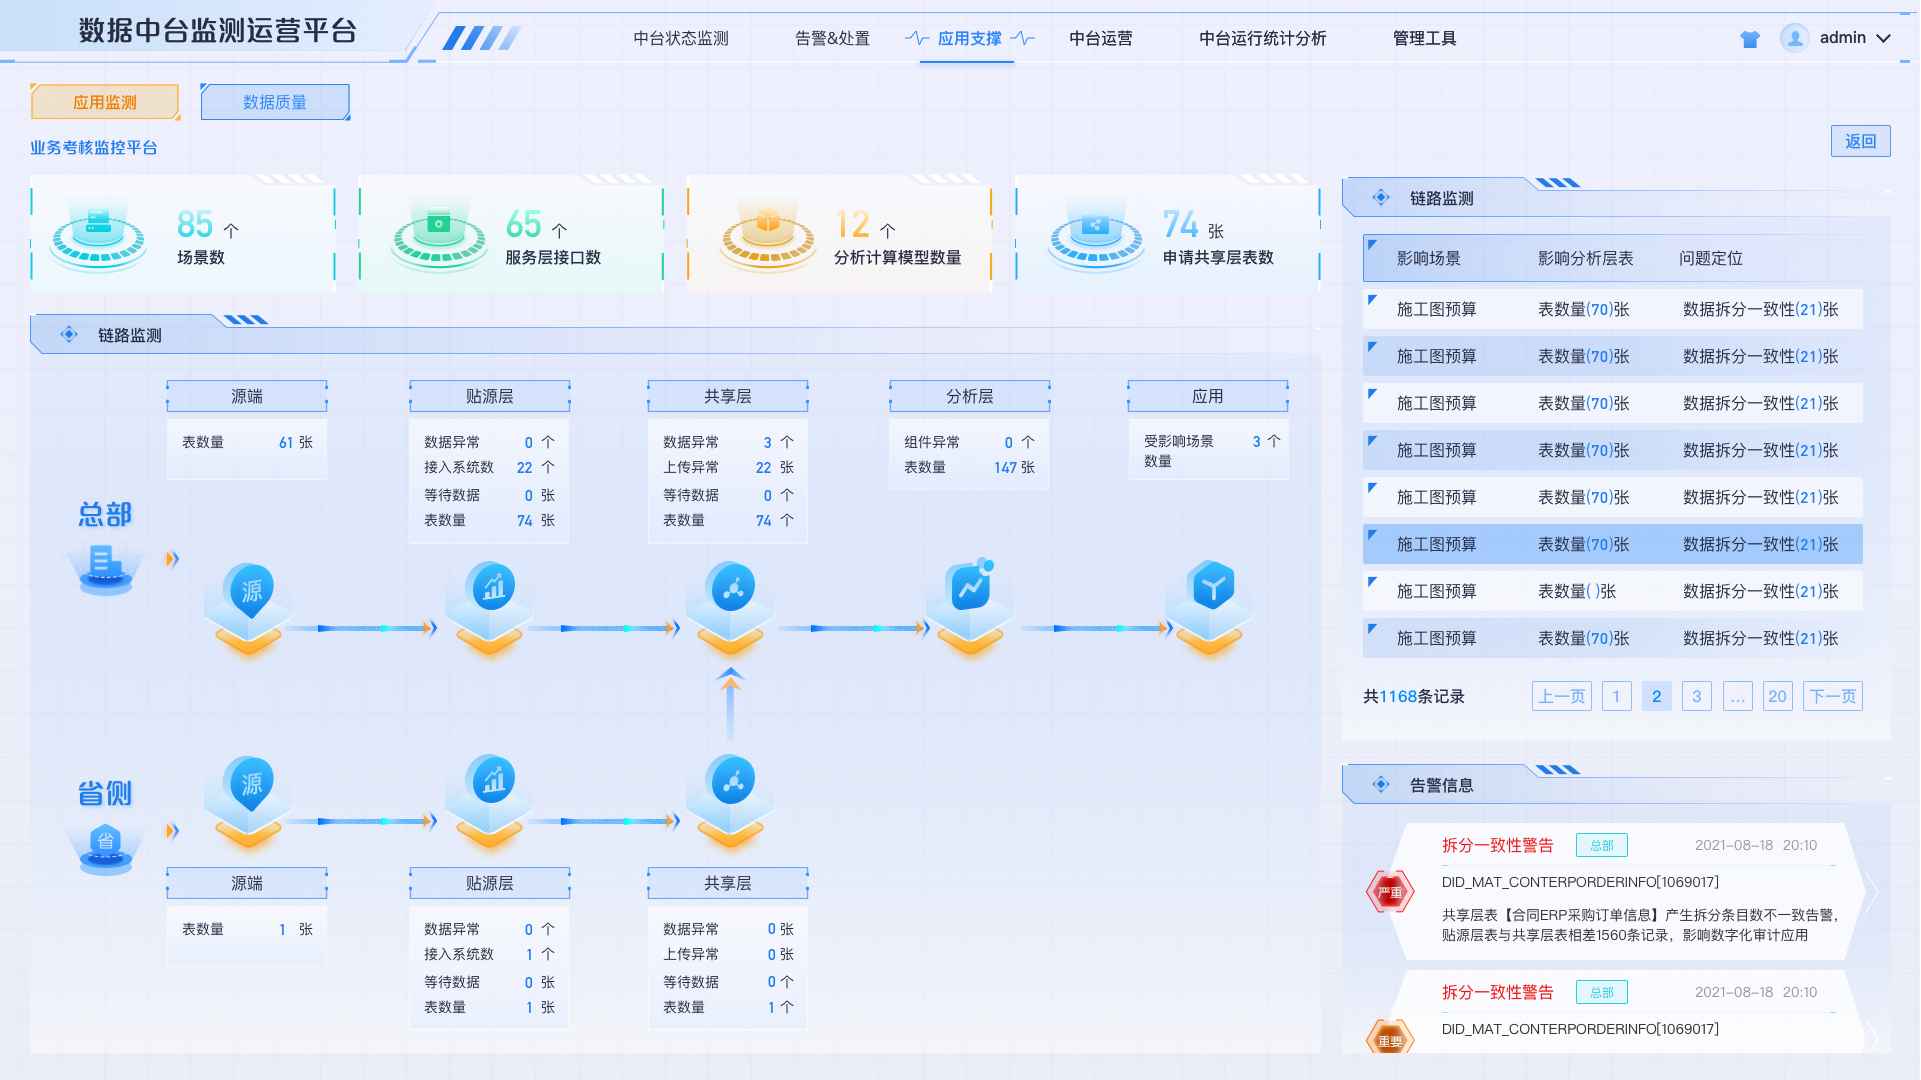 数据中台监测运营平台
中台状态监测 告警&处置 应用支撑 中台运营 中台运行统计分析 管理工具
admin
应用监测 数据质量
业务考核监控平台
返回
85 个
场景数
65 个
服务层接口数
12 个
分析计算模型数量
74 张
申请共享层表数
链路监测
源端
表数量 61 张
贴源层
数据异常 0 个
接入系统数 22 个
等待数据 0 张
表数量 74 张
共享层
数据异常 3 个
上传异常 22 张
等待数据 0 个
表数量 74 个
分析层
组件异常 0 个
表数量 147 张
应用
受影响场景 3 个
数量
总部
源
省侧
省
源
源端
表数量 1 张
贴源层
数据异常 0 个
接入系统数 1 个
等待数据 0 张
表数量 1 张
共享层
数据异常 0 张
上传异常 0 张
等待数据 0 个
表数量 1 个
链路监测
影响场景 影响分析层表 问题定位
施工图预算 表数量(70)张 数据拆分一致性(21)张
施工图预算 表数量(70)张 数据拆分一致性(21)张
施工图预算 表数量(70)张 数据拆分一致性(21)张
施工图预算 表数量(70)张 数据拆分一致性(21)张
施工图预算 表数量(70)张 数据拆分一致性(21)张
施工图预算 表数量(70)张 数据拆分一致性(21)张
施工图预算 表数量( )张 数据拆分一致性(21)张
施工图预算 表数量(70)张 数据拆分一致性(21)张
共1168条记录 上一页 1 2 3 ... 20 下一页
告警信息
拆分一致性警告 总部 2021-08-18 20:10
DID_MAT_CONTERPORDERINFO[1069017]
严重
共享层表【合同ERP采购订单信息】产生拆分条目数不一致告警，
贴源层表与共享层表相差1560条记录，影响数字化审计应用
拆分一致性警告 总部 2021-08-18 20:10
DID_MAT_CONTERPORDERINFO[1069017]
重要